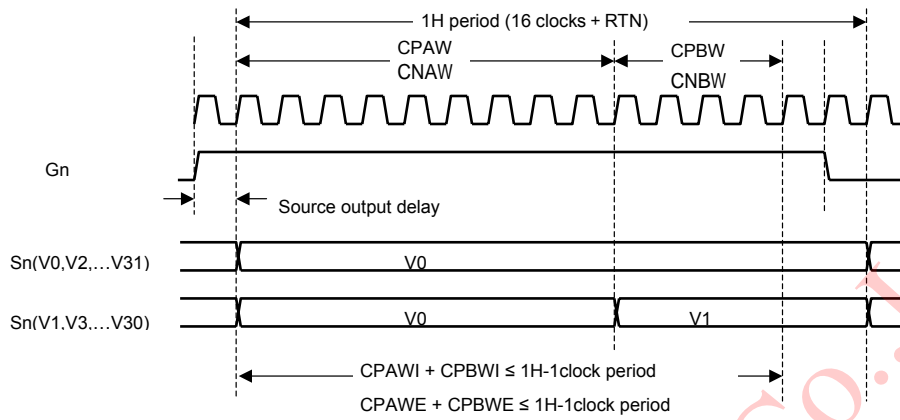 1H period (16 clocks + RTN)
CPAW
CPBW
CNAW
CNBW
Gn
Source output delay
Sn(V0,V2,…V31)
V0
Sn(V1,V3,…V30)
V0
V1
CPAWI + CPBWI ≤ 1H-1clock period
CPAWE + CPBWE ≤ 1H-1clock period